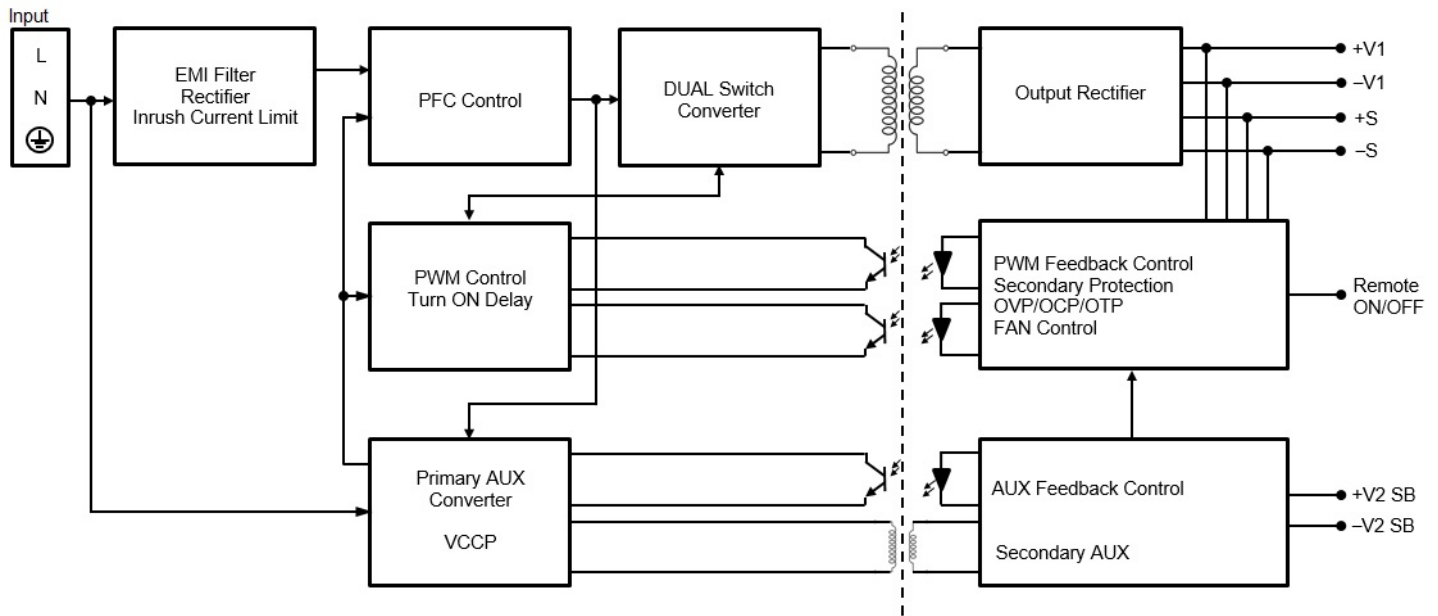 Input
L
N
EMI Filter
Rectifier
Inrush Current Limit
PFC Control
DUAL Switch
Converter
Output Rectifier
+V1
–V1
+S
–S
PWM Control
Turn ON Delay
PWM Feedback Control
Secondary Protection
OVP/OCP/OTP
FAN Control
Remote
ON/OFF
Primary AUX
Converter
VCCP
AUX Feedback Control
Secondary AUX
+V2 SB
–V2 SB